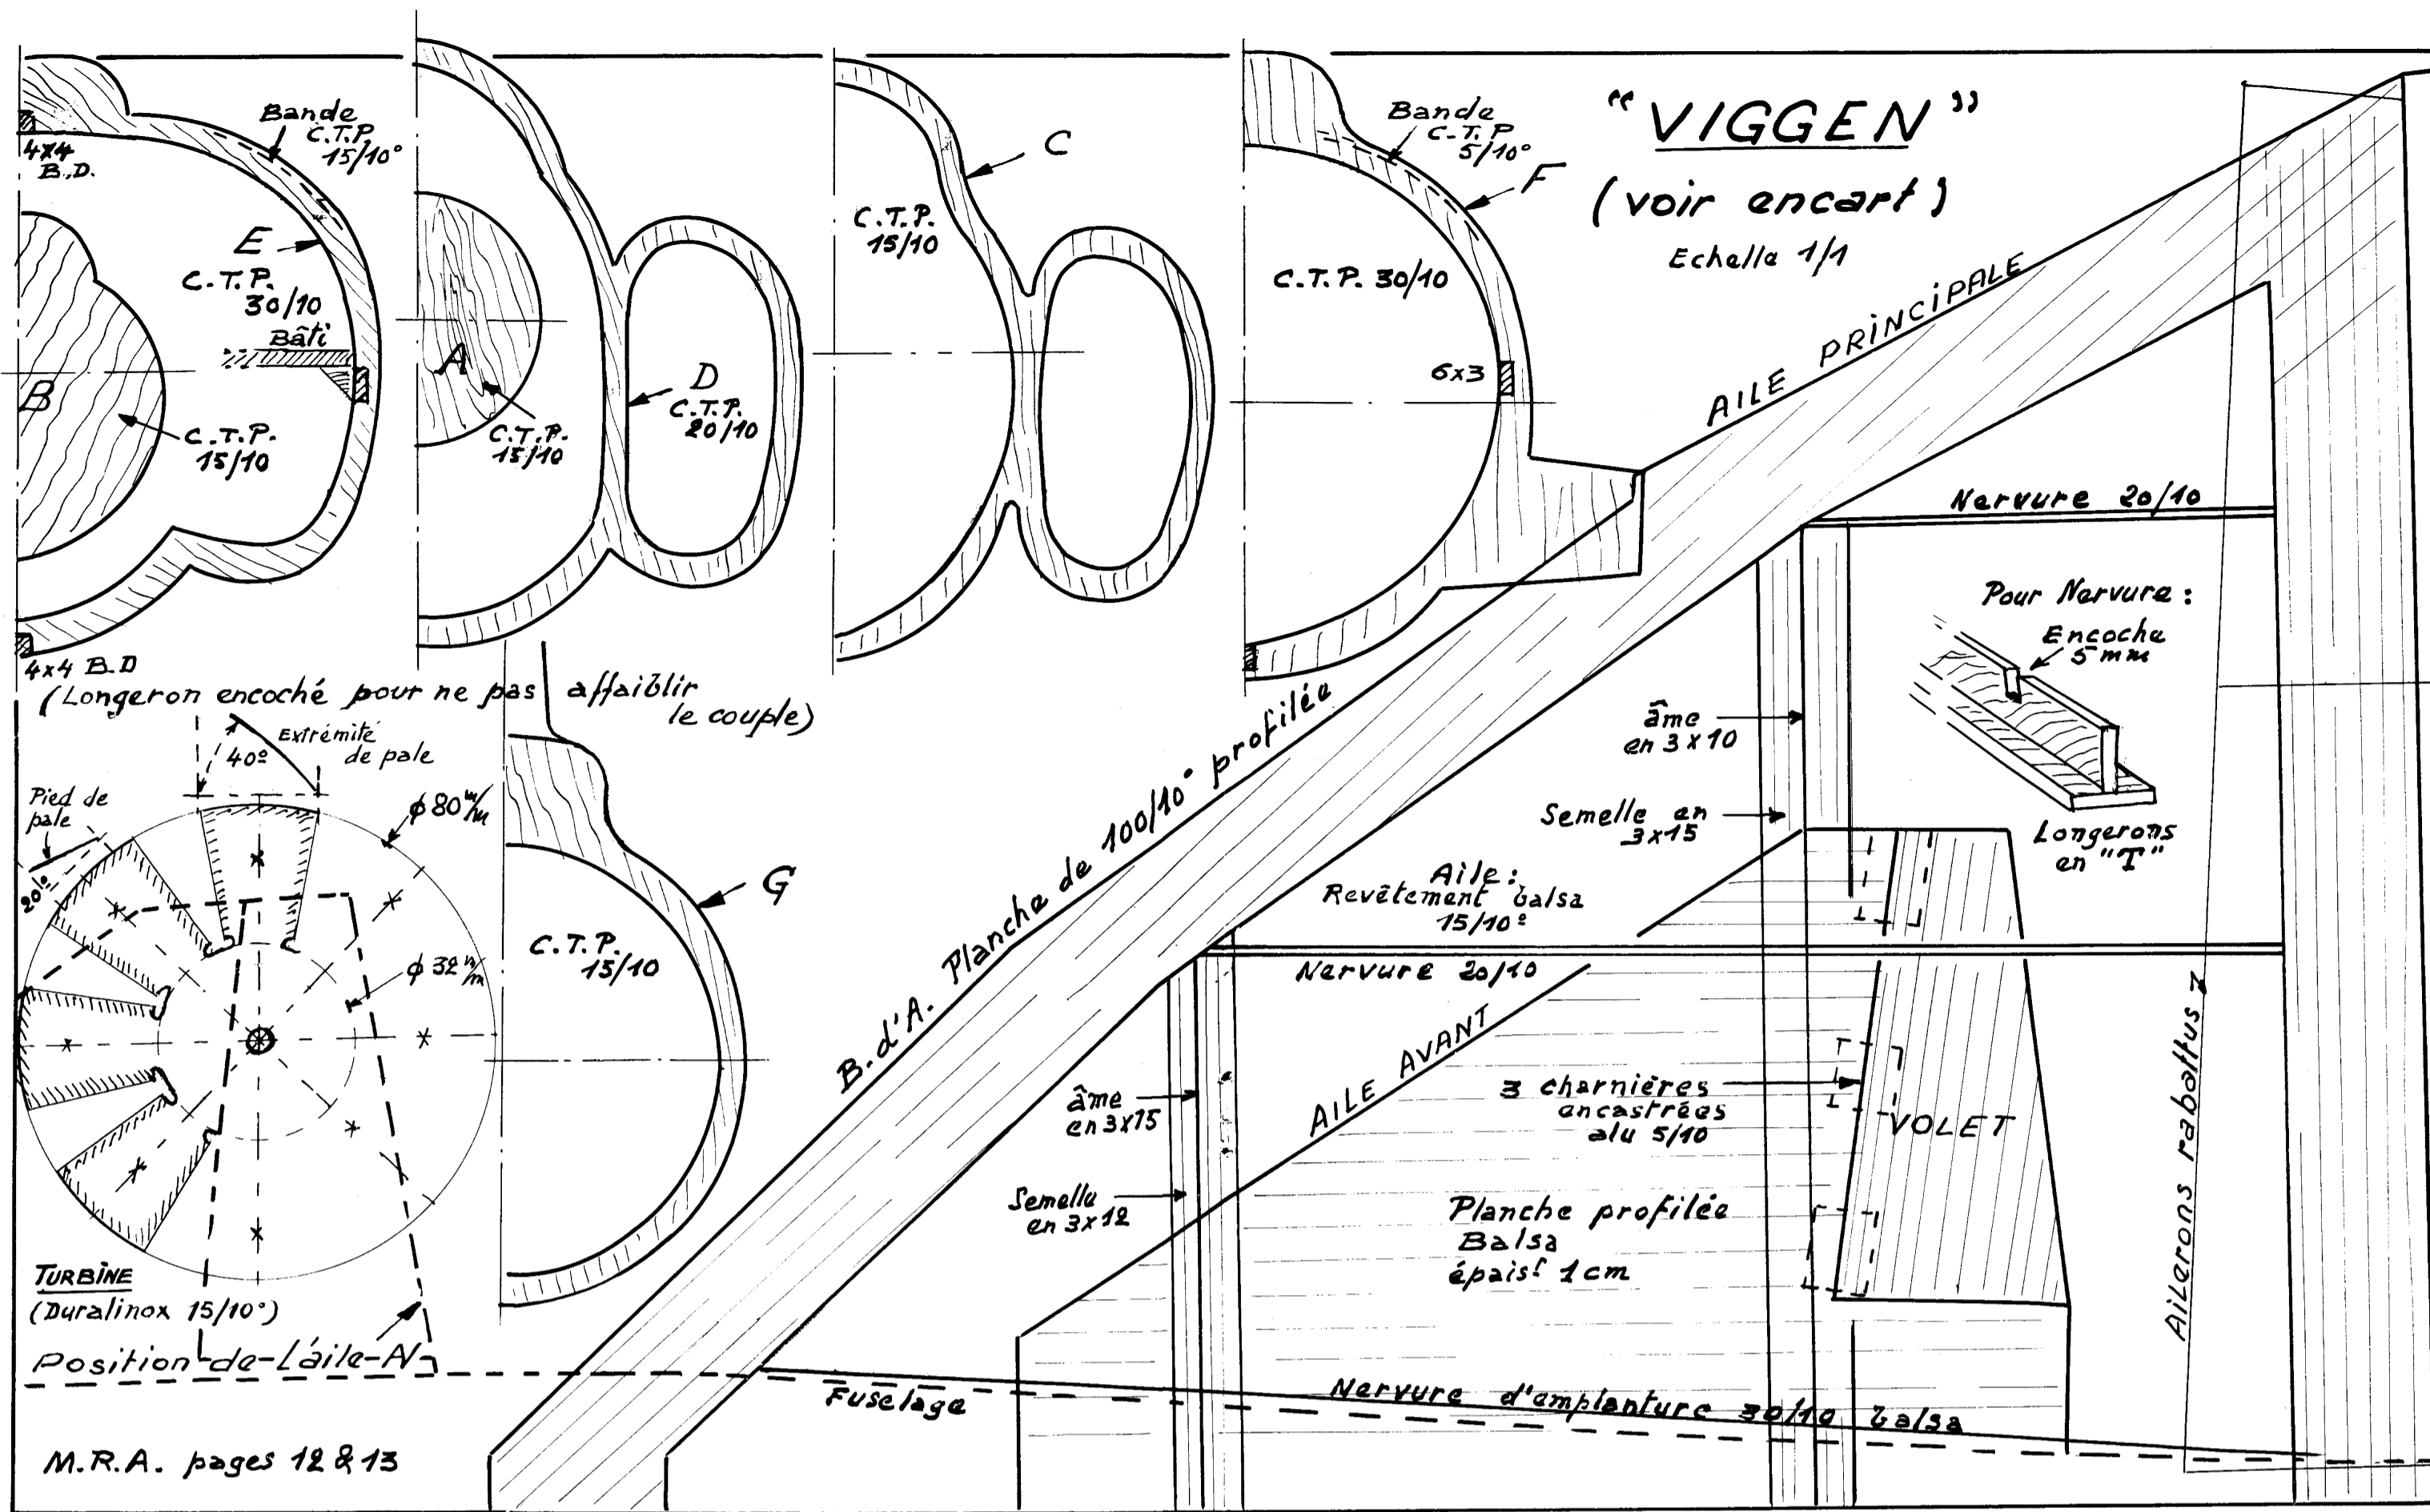 "VIGGEN"
(voir encart)
Echelle 1/1
Bande
C.T.P.
15/10°
4x4
B.D.
E
C.T.P.
30/10
Bâti
B
C.T.P.
15/10
4x4 B.D
(Longeron encoché pour ne pas affaiblir
le couple)
A
C.T.P.
15/10
D
C.T.P.
20/10
C
C.T.P.
15/10
Bande
C.T.P
5/10°
F
C.T.P. 30/10
6x3
AILE PRINCIPALE
Nervure 20/10
Pour Nervure :
Encoche
5 mm
Longerons
en "T"
âme
en 3x10
Semelle en
3x15
Extrémité
de pale
40°
Pied de
pale
20°
ϕ 80 m/m
ϕ 32 m/m
TURBINE
(Duralinox 15/10°)
Position de L'aile AV
M.R.A. pages 12 & 13
G
C.T.P.
15/10
B. d'A. Planche de 100/10° profilée
Aile :
Revêtement balsa
15/10°
Nervure 20/10
AILE AVANT
âme
en 3x15
Semelle
en 3x12
3 charnières
encastrées
alu 5/10
VOLET
Planche profilée
Balsa
épaisr 1 cm
Ailerons rabattus
Fuselage
Nervure d'emplanture 30/10 balsa